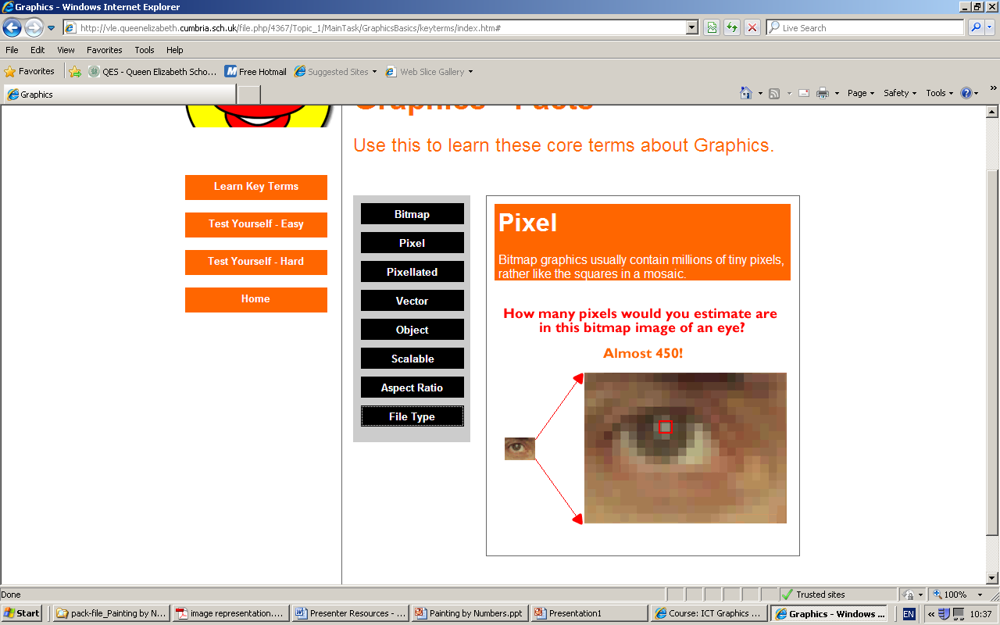 Graphics - Windows Internet Explorer
http://vle.queenelizabeth.cumbria.sch.uk/file.php/4367/Topic_1/MainTask/GraphicsBasics/keyterms/index.htm#
Live Search
File Edit View Favorites Tools Help
Favorites QES - Queen Elizabeth Scho... Free Hotmail Suggested Sites Web Slice Gallery
Graphics
Page Safety Tools
Graphics - Facts
Use this to learn these core terms about Graphics.
Learn Key Terms
Test Yourself - Easy
Test Yourself - Hard
Home
Bitmap
Pixel
Pixellated
Vector
Object
Scalable
Aspect Ratio
File Type
Pixel
Bitmap graphics usually contain millions of tiny pixels,
rather like the squares in a mosaic.
How many pixels would you estimate are
in this bitmap image of an eye?
Almost 450!
Done Trusted sites 100%
Start pack-file_Painting by N... image representation.... Presenter Resources - ... Painting by Numbers.ppt Presentation1 Course: ICT Graphics ... Graphics - Windows ... EN « 10:37